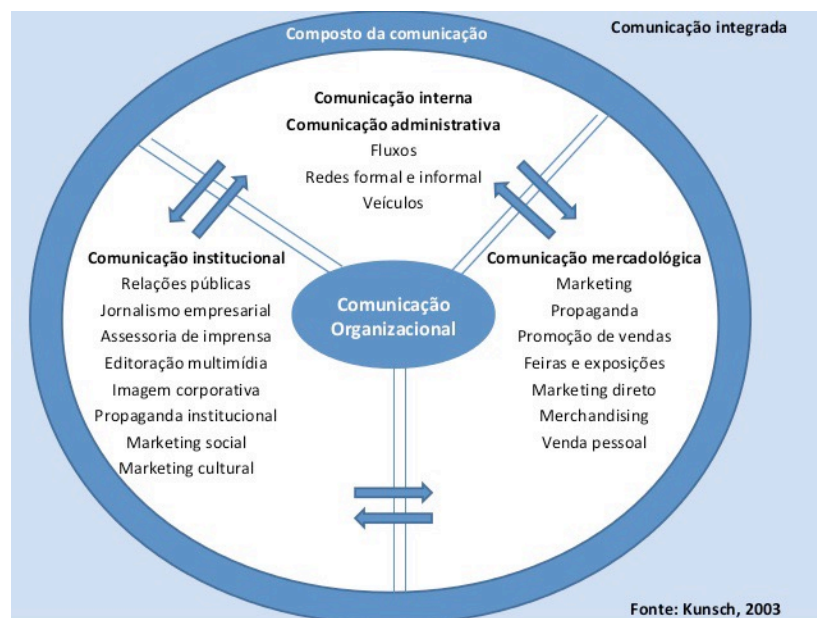 Composto da comunicação
Comunicação integrada
Comunicação interna
Comunicação administrativa
Fluxos
Redes formal e informal
Veículos
Comunicação institucional
Relações públicas
Jornalismo empresarial
Assessoria de imprensa
Editoração multimídia
Imagem corporativa
Propaganda institucional
Marketing social
Marketing cultural
Comunicação
Organizacional
Comunicação mercadológica
Marketing
Propaganda
Promoção de vendas
Feiras e exposições
Marketing direto
Merchandising
Venda pessoal
Fonte: Kunsch, 2003